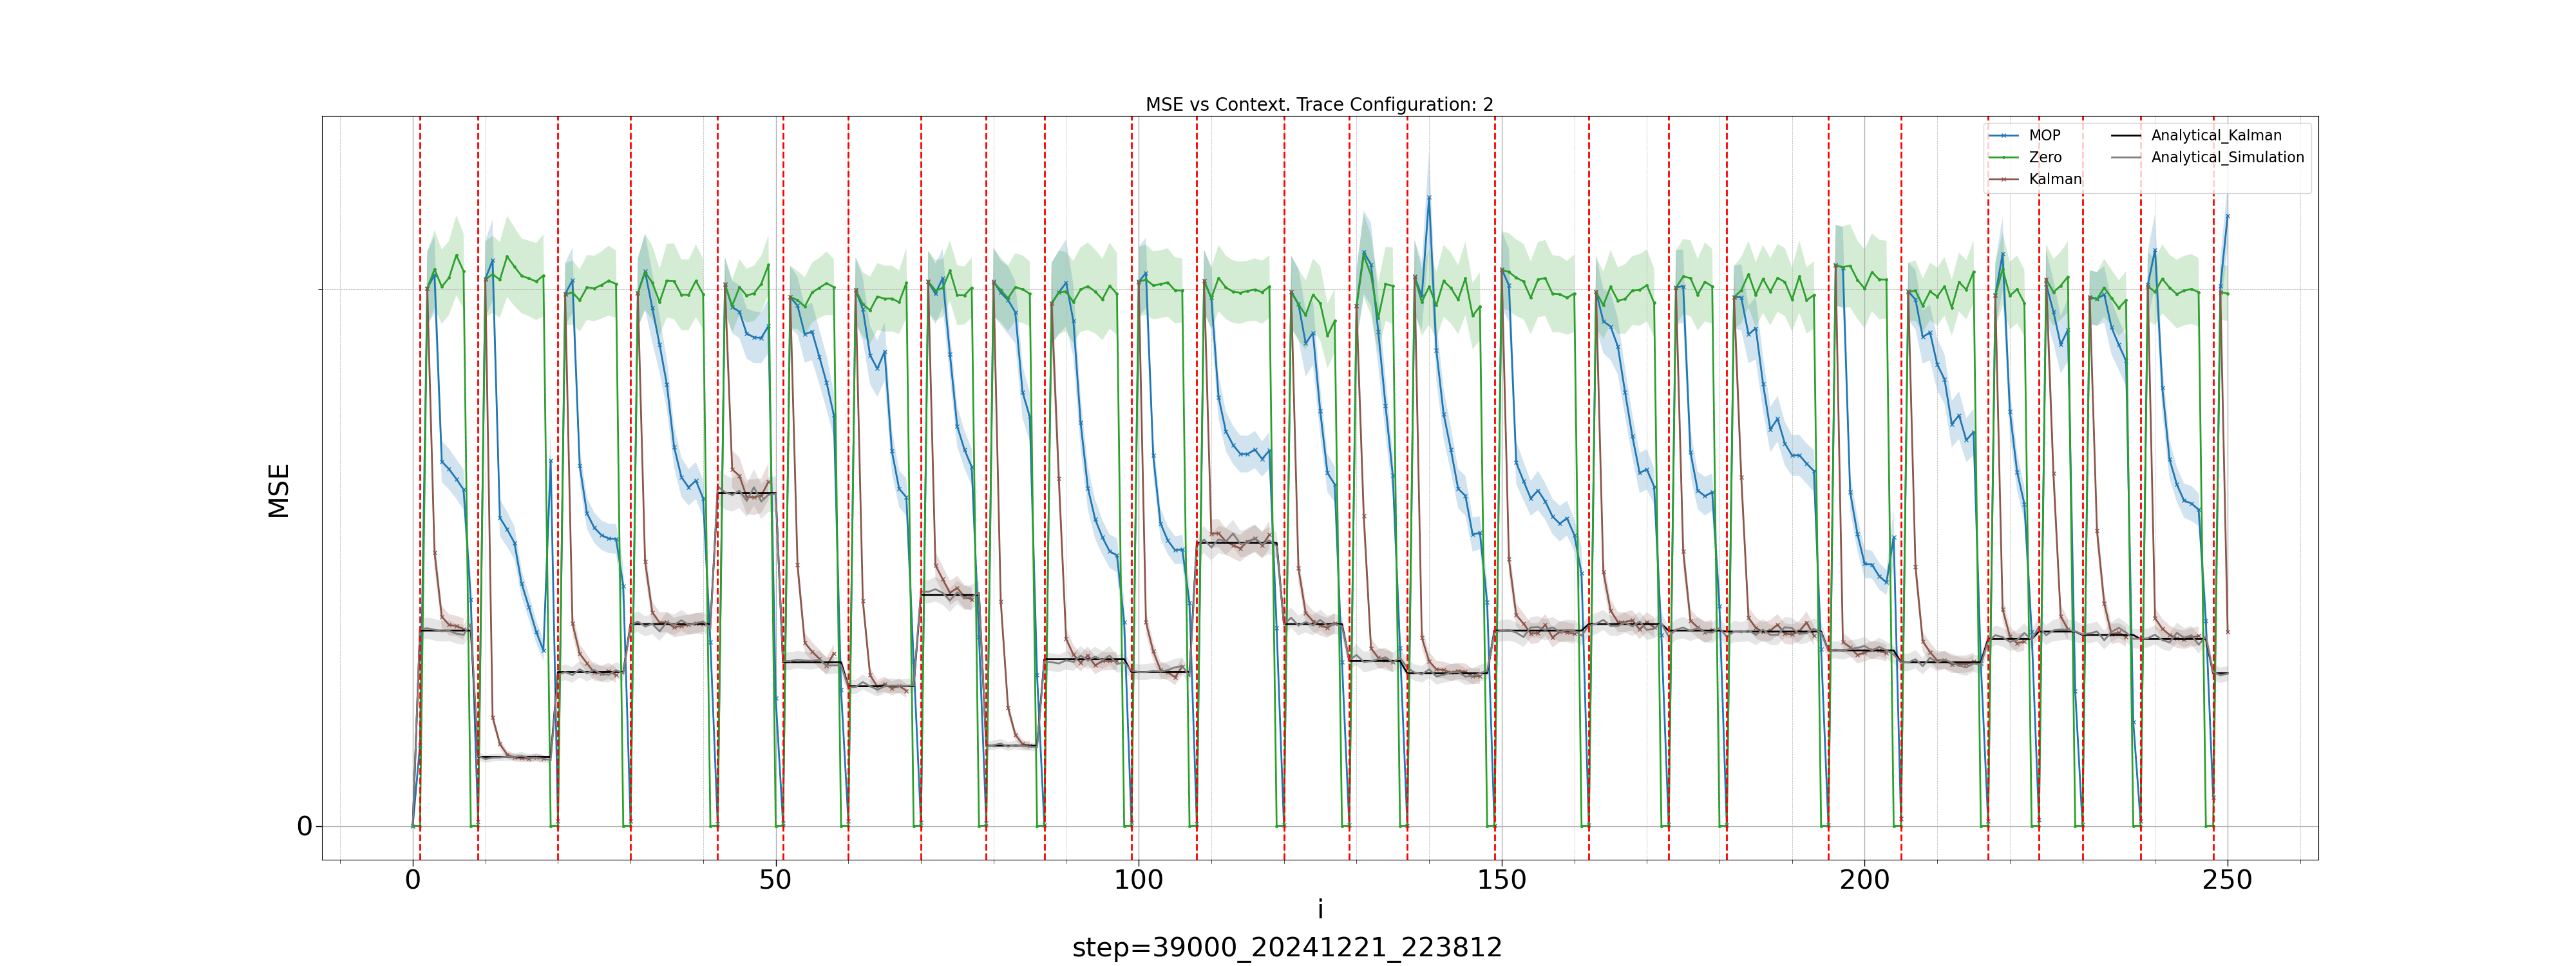 MSE vs Context. Trace Configuration: 2
MOP
Zero
Kalman
Analytical_Kalman
Analytical_Simulation
MSE
0
0
50
100
150
200
250
i
step=39000_20241221_223812